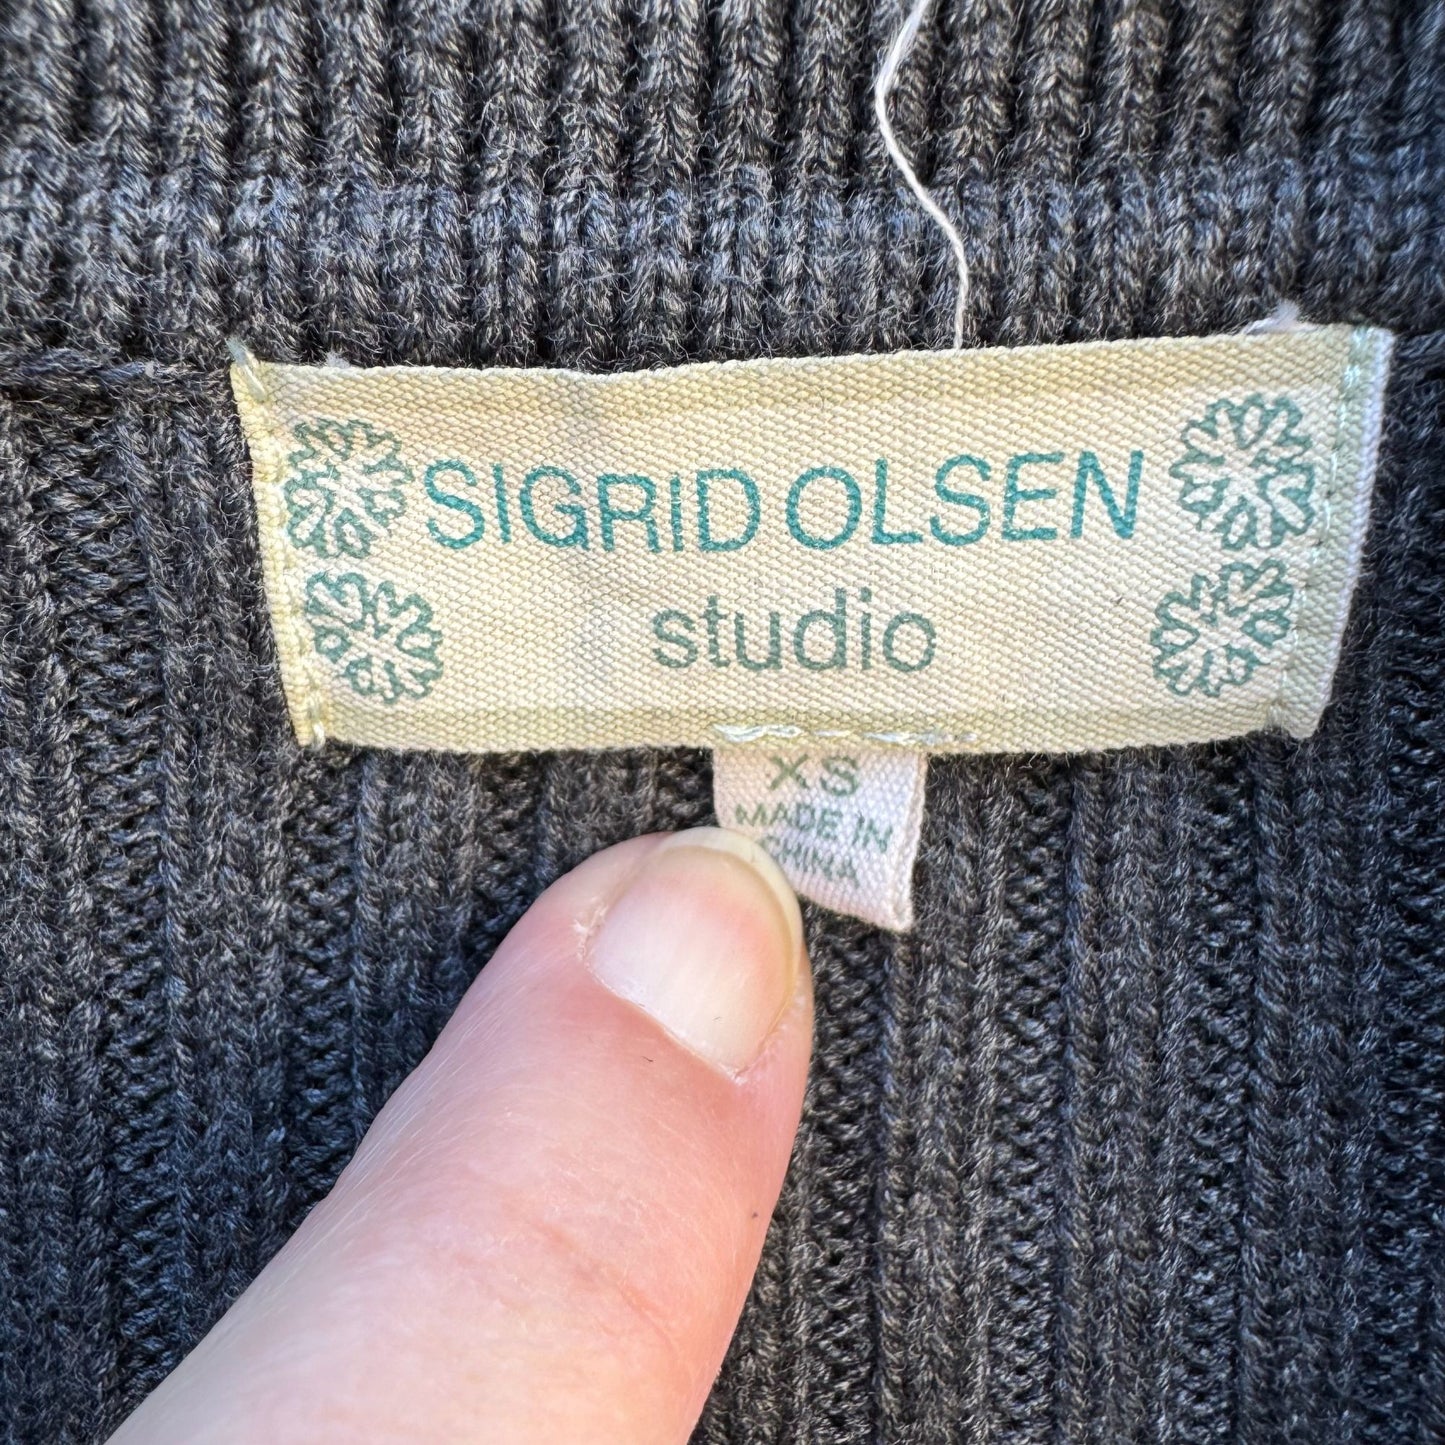 SIGRID OLSEN
studio
XS
MADE IN
CHINA